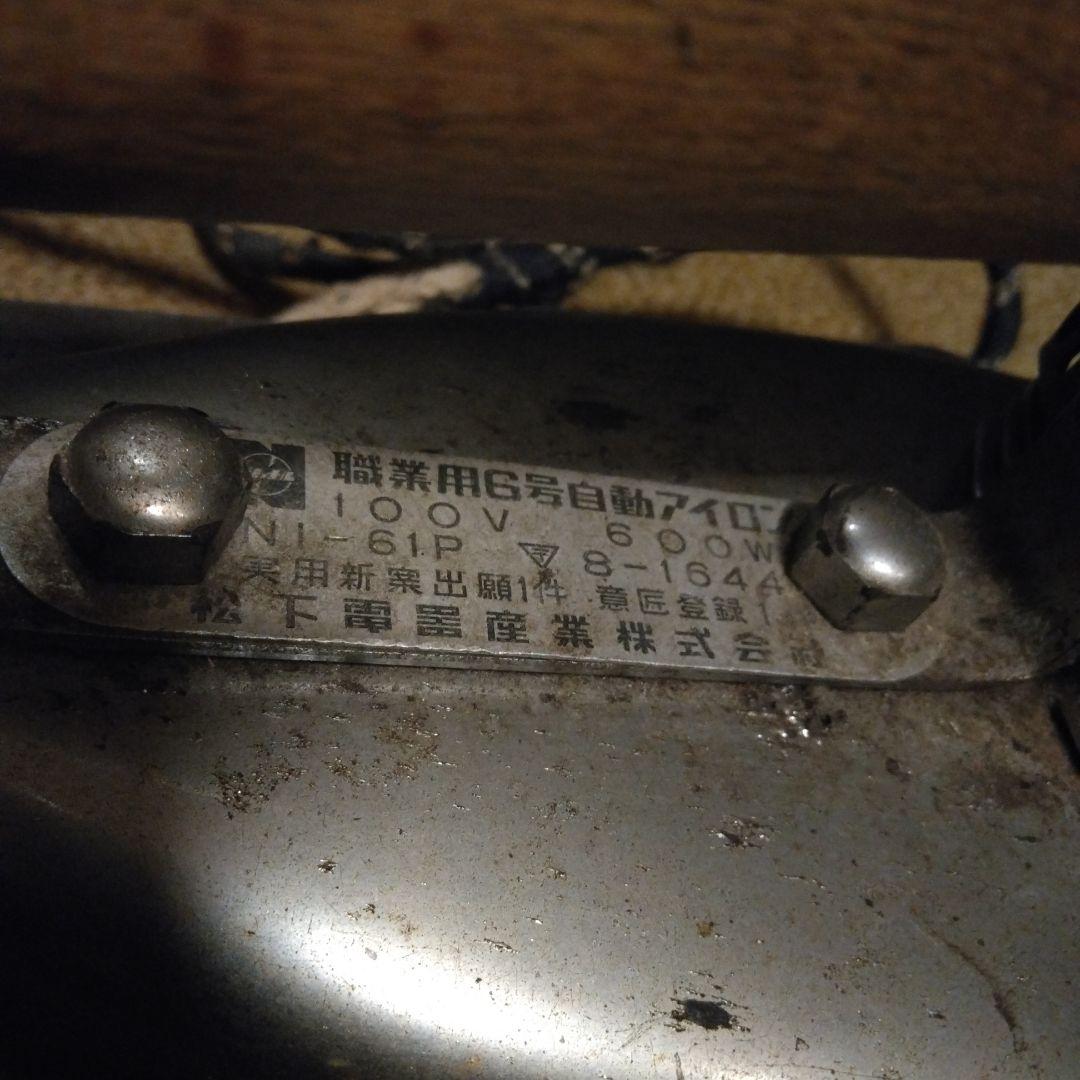 職業用6号自動アイロン
100V 600W
NI-61P 〒 8-1644
実用新案出願1件 意匠登録1
松下電器産業株式会社